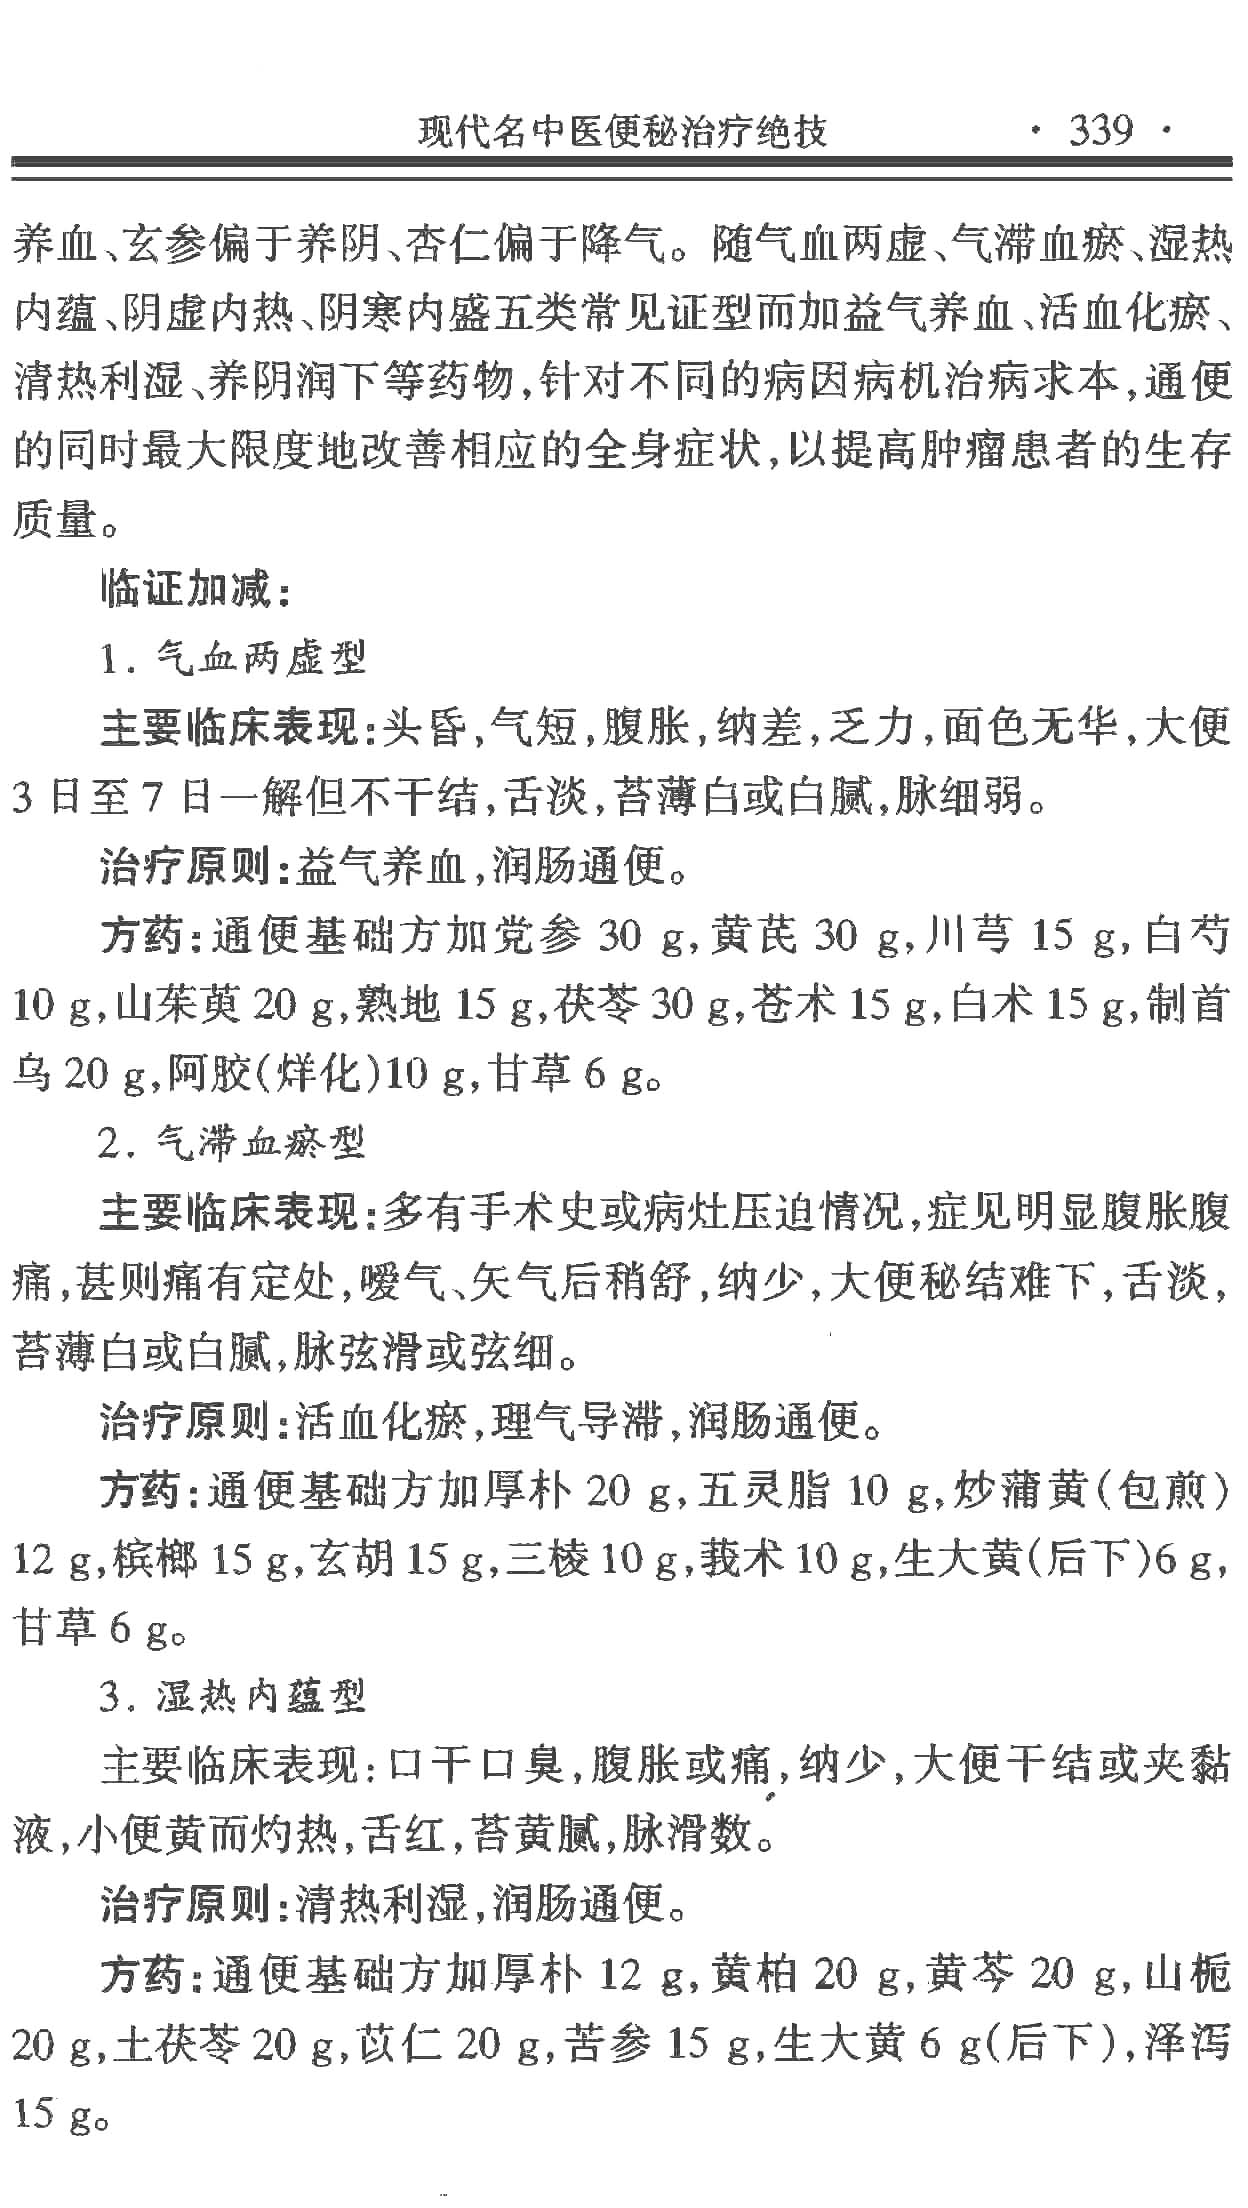 现代名中医便秘治疗绝技 · 339 ·
养血、玄参偏于养阴、杏仁偏于降气。随气血两虚、气滞血瘀、湿热
内蕴、阴虚内热、阴寒内盛五类常见证型而加益气养血、活血化瘀、
清热利湿、养阴润下等药物,针对不同的病因病机治病求本,通便
的同时最大限度地改善相应的全身症状,以提高肿瘤患者的生存
质量。
临证加减:
1. 气血两虚型
主要临床表现:头昏,气短,腹胀,纳差,乏力,面色无华,大便
3 日至 7 日一解但不干结,舌淡,苔薄白或白腻,脉细弱。
治疗原则:益气养血,润肠通便。
方药:通便基础方加党参 30 g,黄芪 30 g,川芎 15 g,白芍
10 g,山茱萸 20 g,熟地 15 g,茯苓 30 g,苍术 15 g,白术 15 g,制首
乌 20 g,阿胶(烊化)10 g,甘草 6 g。
2. 气滞血瘀型
主要临床表现:多有手术史或病灶压迫情况,症见明显腹胀腹
痛,甚则痛有定处,嗳气、矢气后稍舒,纳少,大便秘结难下,舌淡,
苔薄白或白腻,脉弦滑或弦细。
治疗原则:活血化瘀,理气导滞,润肠通便。
方药:通便基础方加厚朴 20 g,五灵脂 10 g,炒蒲黄(包煎)
12 g,槟榔 15 g,玄胡 15 g,三棱 10 g,莪术 10 g,生大黄(后下)6 g,
甘草 6 g。
3. 湿热内蕴型
主要临床表现:口干口臭,腹胀或痛,纳少,大便干结或夹黏
液,小便黄而灼热,舌红,苔黄腻,脉滑数。
治疗原则:清热利湿,润肠通便。
方药:通便基础方加厚朴 12 g,黄柏 20 g,黄芩 20 g,山栀
20 g,土茯苓 20 g,苡仁 20 g,苦参 15 g,生大黄 6 g(后下),泽泻
15 g。